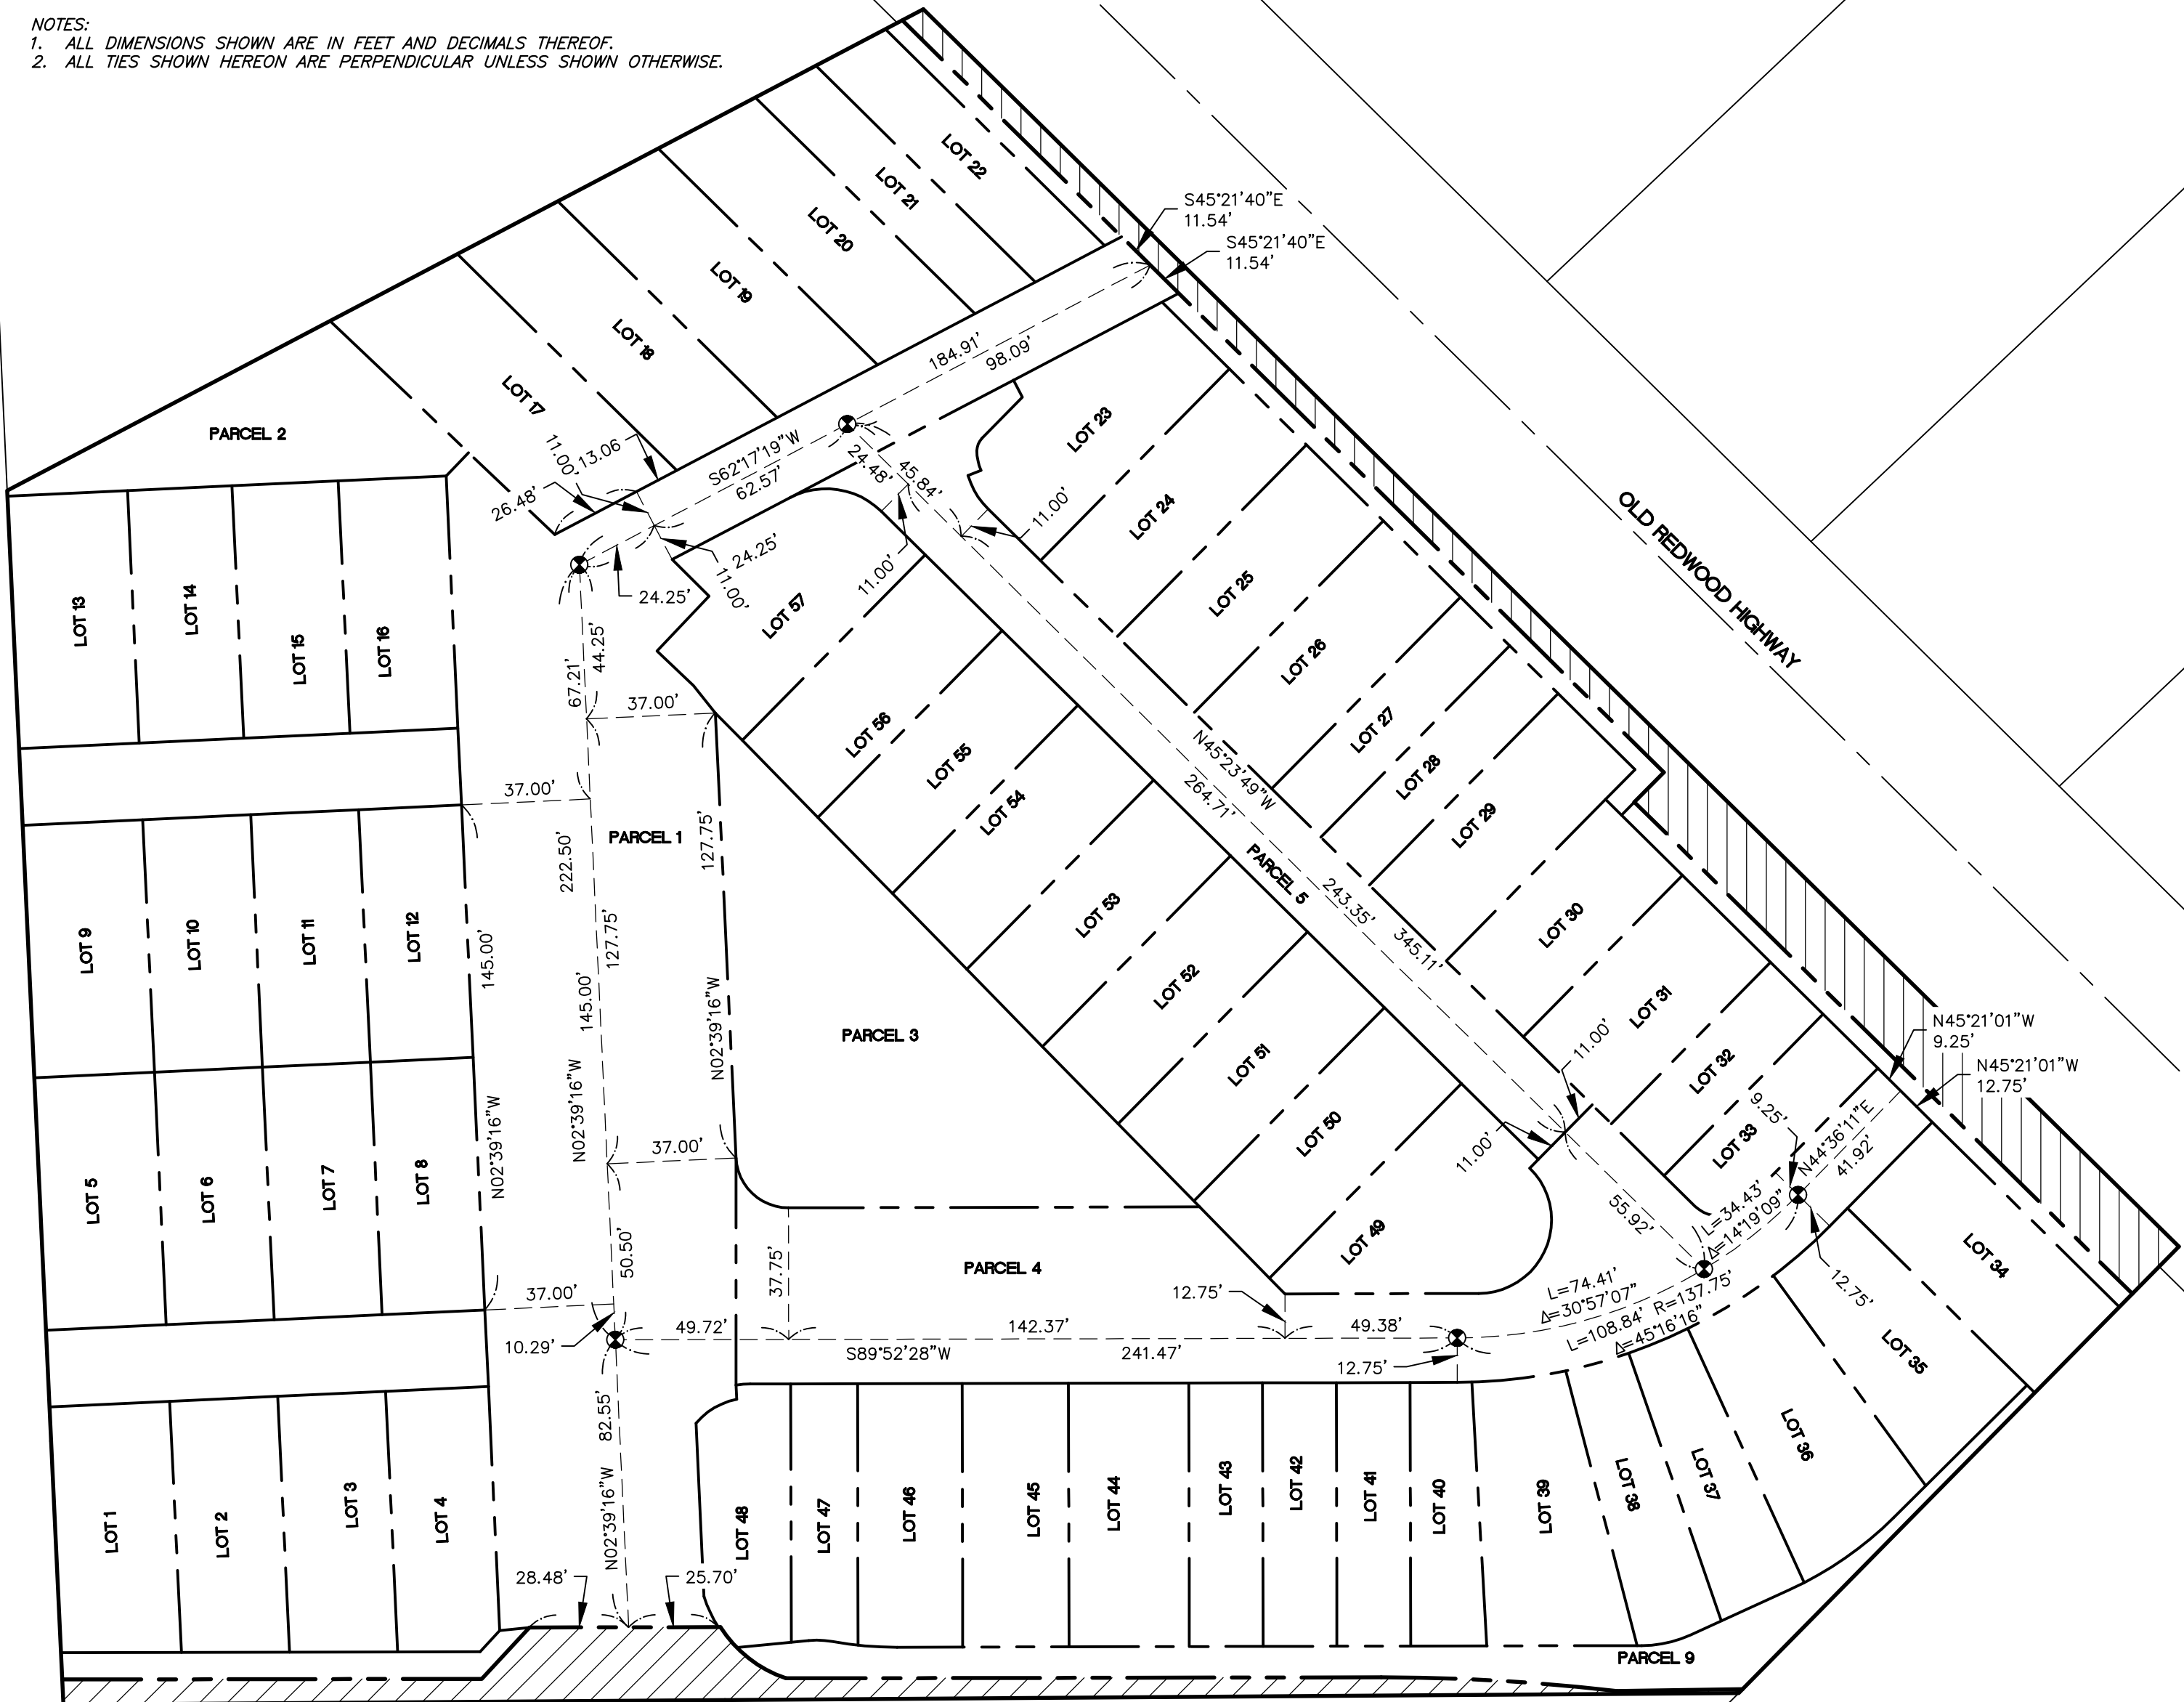 NOTES:
1. ALL DIMENSIONS SHOWN ARE IN FEET AND DECIMALS THEREOF.
2. ALL TIES SHOWN HEREON ARE PERPENDICULAR UNLESS SHOWN OTHERWISE.
LOT 22
LOT 21
LOT 20
LOT 19
LOT 18
LOT 17
S45°21'40"E
11.54'
S45°21'40"E
11.54'
184.91'
98.09'
S62°17'19"W
62.57'
PARCEL 2
13.06
11.00'
26.48'
24.25'
11.00'
24.25'
24.48'
45.84'
11.00'
11.00'
LOT 23
LOT 24
LOT 25
LOT 26
LOT 27
LOT 28
LOT 29
LOT 30
LOT 31
LOT 32
LOT 33
OLD REDWOOD HIGHWAY
LOT 13
LOT 14
LOT 15
LOT 16
67.21'
44.25'
37.00'
37.00'
PARCEL 1
222.50'
127.75'
127.75'
145.00'
145.00'
N02°39'16"W
N02°39'16"W
N02°39'16"W
LOT 57
LOT 56
LOT 55
LOT 54
LOT 53
LOT 52
LOT 51
LOT 50
LOT 49
N45°23'49"W
264.71'
PARCEL 5
243.35'
345.11'
LOT 9
LOT 10
LOT 11
LOT 12
PARCEL 3
11.00'
11.00'
55.92'
N45°21'01"W
9.25'
N45°21'01"W
12.75'
9.25'
N44°36'11"E
41.92'
L=34.43'
Δ=14°19'09"
12.75'
LOT 5
LOT 6
LOT 7
LOT 8
37.00'
50.50'
37.00'
37.75'
PARCEL 4
12.75'
10.29'
49.72'
142.37'
49.38'
S89°52'28"W
241.47'
12.75'
L=74.41'
Δ=30°57'07"
R=137.75'
L=108.84'
Δ=45°16'16"
LOT 34
LOT 35
LOT 36
LOT 37
LOT 38
LOT 39
LOT 40
LOT 41
LOT 42
LOT 43
LOT 44
LOT 45
LOT 46
LOT 47
LOT 48
82.55'
N02°39'16"W
28.48'
25.70'
LOT 1
LOT 2
LOT 3
LOT 4
PARCEL 9